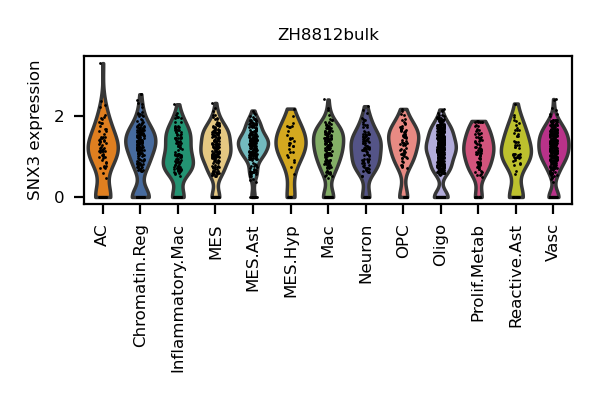 ZH8812bulk
SNX3 expression
2
0
AC
Chromatin.Reg
Inflammatory.Mac
MES
MES.Ast
MES.Hyp
Mac
Neuron
OPC
Oligo
Prolif.Metab
Reactive.Ast
Vasc